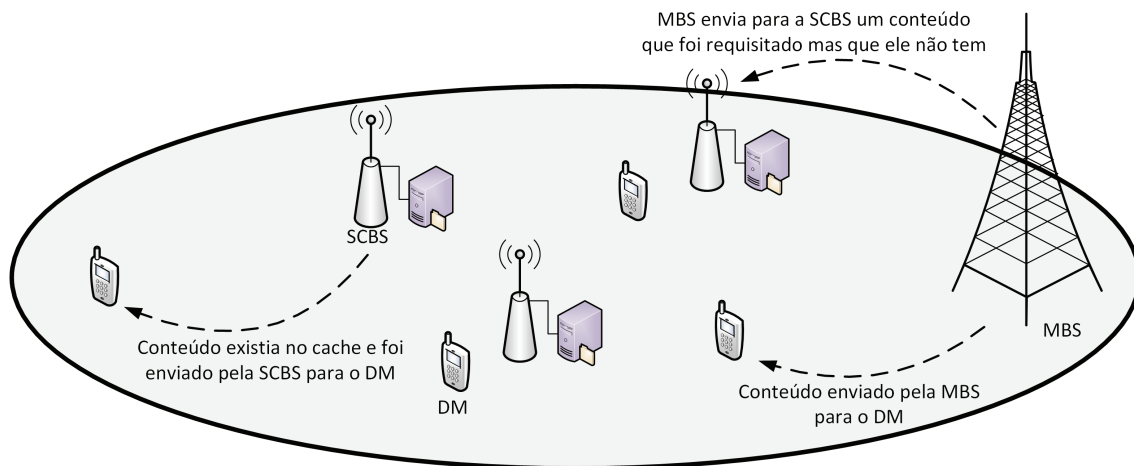 MBS envia para a SCBS um conteúdo
que foi requisitado mas que ele não tem
SCBS
MBS
Conteúdo existia no cache e foi
enviado pela SCBS para o DM
DM
Conteúdo enviado pela MBS
para o DM